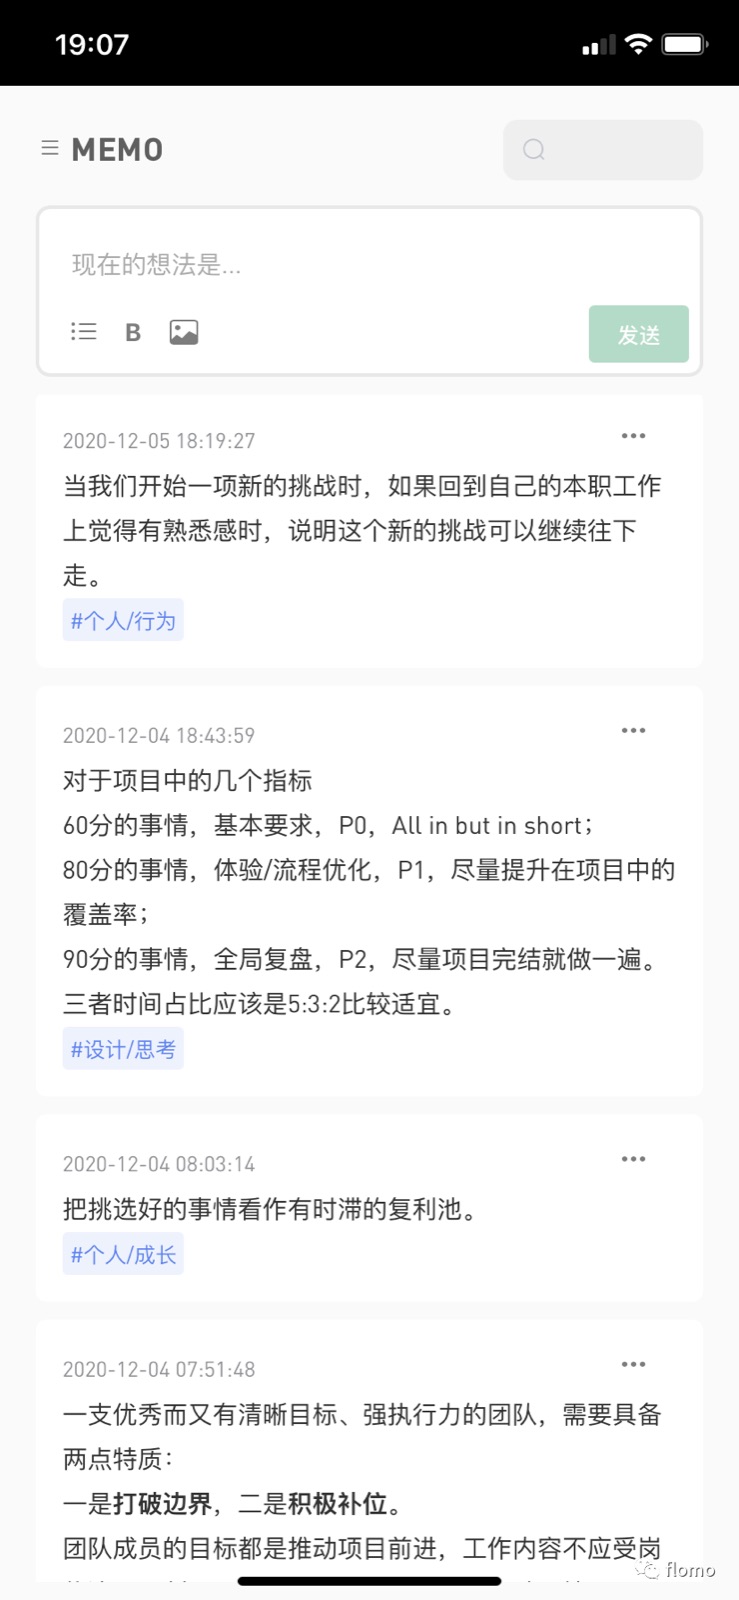 19:07
MEMO
现在的想法是...
B
发送
2020-12-05 18:19:27
当我们开始一项新的挑战时，如果回到自己的本职工作
上觉得有熟悉感时，说明这个新的挑战可以继续往下
走。
#个人/行为
2020-12-04 18:43:59
对于项目中的几个指标
60分的事情，基本要求，P0，All in but in short；
80分的事情，体验/流程优化，P1，尽量提升在项目中的
覆盖率；
90分的事情，全局复盘，P2，尽量项目完结就做一遍。
三者时间占比应该是5:3:2比较适宜。
#设计/思考
2020-12-04 08:03:14
把挑选好的事情看作有时滞的复利池。
#个人/成长
2020-12-04 07:51:48
一支优秀而又有清晰目标、强执行力的团队，需要具备
两点特质：
一是打破边界，二是积极补位。
团队成员的目标都是推动项目前进，工作内容不应受岗
flomo